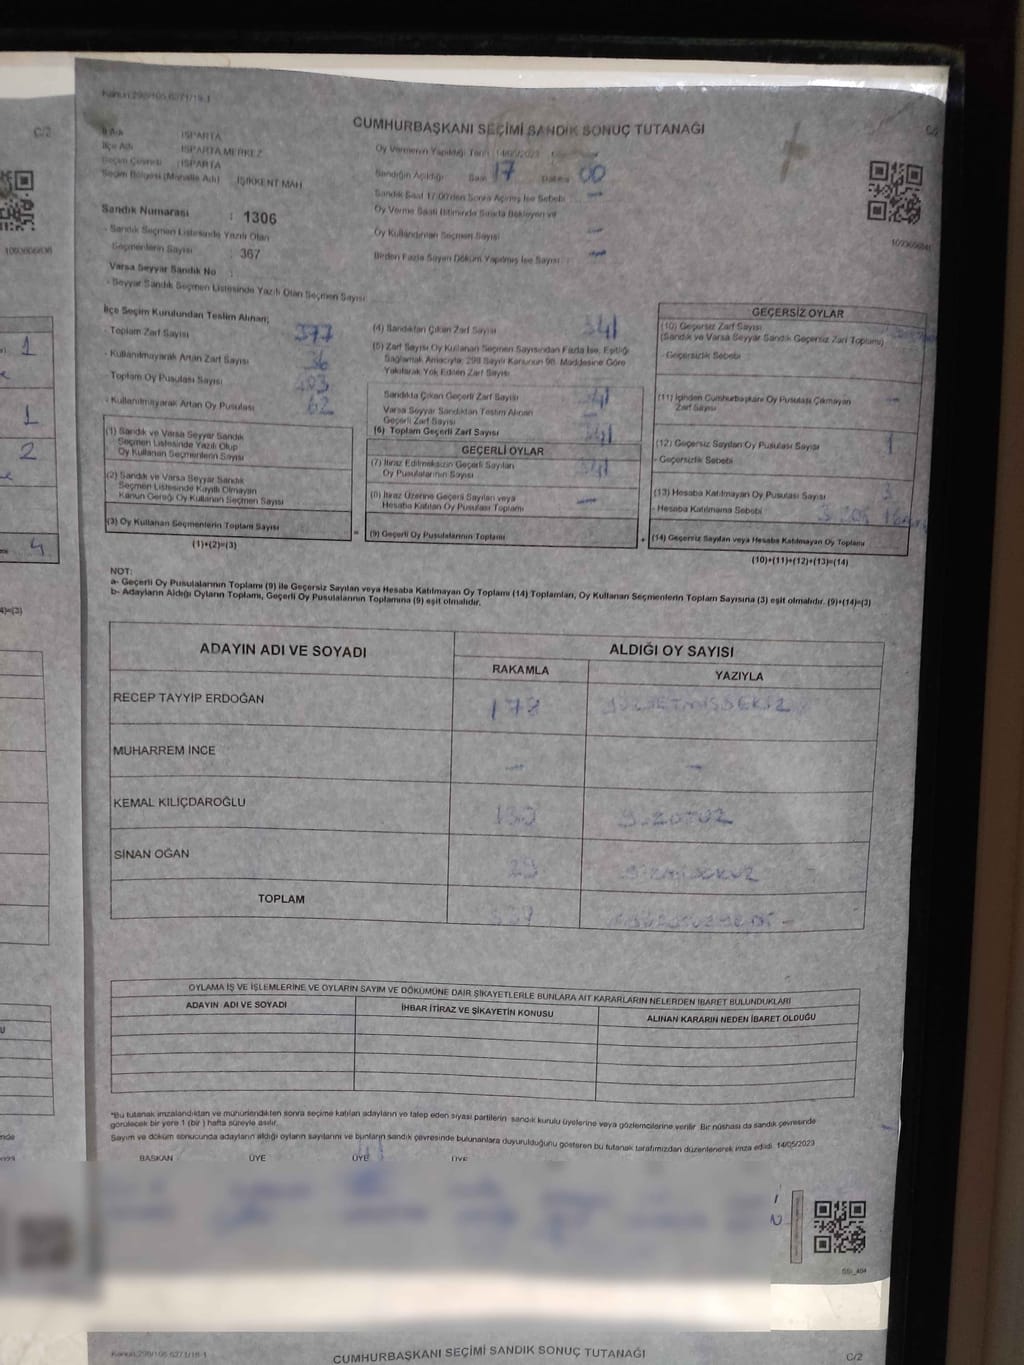 Kanun:298/105 6271/18-1
CUMHURBAŞKANI SEÇİMİ SANDIK SONUÇ TUTANAĞI
İl Adı : ISPARTA
İlçe Adı : ISPARTA MERKEZ
Seçim Çevresi : ISPARTA
Seçim Bölgesi (Mahalle Adı) : IŞIKKENT MAH.
Sandık Numarası : 1306
- Sandık Seçmen Listesinde Yazılı Olan
Seçmenlerin Sayısı : 367
Varsa Seyyar Sandık No :
- Seyyar Sandık Seçmen Listesinde Yazılı Olan Seçmen Sayısı
Oy Vermenin Yapıldığı Tarih : 14/05/2023
Sandığın Açıldığı Saat 17 Dakika 00
Sandık Saat 17.00'den Sonra Açılmış İse Sebebi —
Oy Verme Saati Bitiminde Sırada Bekleyen ve
Oy Kullandırılan Seçmen Sayısı —
Birden Fazla Sayım Döküm Yapılmış İse Sayısı : —
İlçe Seçim Kurulundan Teslim Alınan;
- Toplam Zarf Sayısı 377
- Kullanılmayarak Artan Zarf Sayısı 36
Toplam Oy Pusulası Sayısı 403
- Kullanılmayarak Artan Oy Pusulası 62
(1) Sandık ve Varsa Seyyar Sandık
Seçmen Listesinde Yazılı Olup
Oy Kullanan Seçmenlerin Sayısı
(2) Sandık ve Varsa Seyyar Sandık
Seçmen Listesinde Kayıtlı Olmayan
Kanun Gereği Oy Kullanan Seçmen Sayısı
(3) Oy Kullanan Seçmenlerin Toplam Sayısı
(1)+(2)=(3)
(4) Sandıktan Çıkan Zarf Sayısı 341
(5) Zarf Sayısı Oy Kullanan Seçmen Sayısından Fazla İse, Eşitliği
Sağlamak Amacıyla; 298 Sayılı Kanunun 98. Maddesine Göre
Yakılarak Yok Edilen Zarf Sayısı
Sandıkta Çıkan Geçerli Zarf Sayısı 341
Varsa Seyyar Sandıktan Teslim Alınan
Geçerli Zarf Sayısı —
(6) Toplam Geçerli Zarf Sayısı 341
GEÇERLİ OYLAR
(7) İtiraz Edilmeksizin Geçerli Sayılan
Oy Pusulalarının Sayısı 341
(8) İtiraz Üzerine Geçerli Sayılan veya
Hesaba Katılan Oy Pusulası Toplamı —
= (9) Geçerli Oy Pusulalarının Toplamı
GEÇERSİZ OYLAR
(10) Geçersiz Zarf Sayısı
(Sandık ve Varsa Seyyar Sandık Geçersiz Zarf Toplamı)
- Geçersizlik Sebebi
(11) İçinden Cumhurbaşkanı Oy Pusulası Çıkmayan
Zarf Sayısı —
(12) Geçersiz Sayılan Oy Pusulası Sayısı 1
- Geçersizlik Sebebi
(13) Hesaba Katılmayan Oy Pusulası Sayısı 3
- Hesaba Katılmama Sebebi
+ (14) Geçersiz Sayılan veya Hesaba Katılmayan Oy Toplamı
(10)+(11)+(12)+(13)=(14)
NOT:
a- Geçerli Oy Pusulalarının Toplamı (9) ile Geçersiz Sayılan veya Hesaba Katılmayan Oy Toplamı (14) Toplamları, Oy Kullanan Seçmenlerin Toplam Sayısına (3) eşit olmalıdır. (9)+(14)=(3)
b- Adayların Aldığı Oyların Toplamı, Geçerli Oy Pusulalarının Toplamına (9) eşit olmalıdır.
ADAYIN ADI VE SOYADI
ALDIĞI OY SAYISI
RAKAMLA YAZIYLA
RECEP TAYYİP ERDOĞAN 178 YÜZYETMİŞSEKİZ
MUHARREM İNCE — —
KEMAL KILIÇDAROĞLU 130 YÜZOTUZ
SİNAN OĞAN 29 YİRMİDOKUZ
TOPLAM 337
OYLAMA İŞ VE İŞLEMLERİNE VE OYLARIN SAYIM VE DÖKÜMÜNE DAİR ŞİKAYETLERLE BUNLARA AİT KARARLARIN NELERDEN İBARET BULUNDUKLARI
ADAYIN ADI VE SOYADI İHBAR İTİRAZ VE ŞİKAYETİN KONUSU ALINAN KARARIN NEDEN İBARET OLDUĞU
*Bu tutanak imzalandıktan ve mühürlendikten sonra seçime katılan adayların ve talep eden siyasi partilerin sandık kurulu üyelerine veya gözlemcilerine verilir. Bir nüshası da sandık çevresinde
görülecek bir yere 1 (bir ) hafta süreyle asılır.
Sayım ve döküm sonucunda adayların aldığı oyların sayılarını ve bunların sandık çevresinde bulunanlara duyurulduğunu gösteren bu tutanak tarafımızdan düzenlenerek imza edildi. 14/05/2023
BAŞKAN ÜYE ÜYE ÜYE
Kanun:298/105 6271/18-1
CUMHURBAŞKANI SEÇİMİ SANDIK SONUÇ TUTANAĞI
C/2
C/2
1
1
2
4